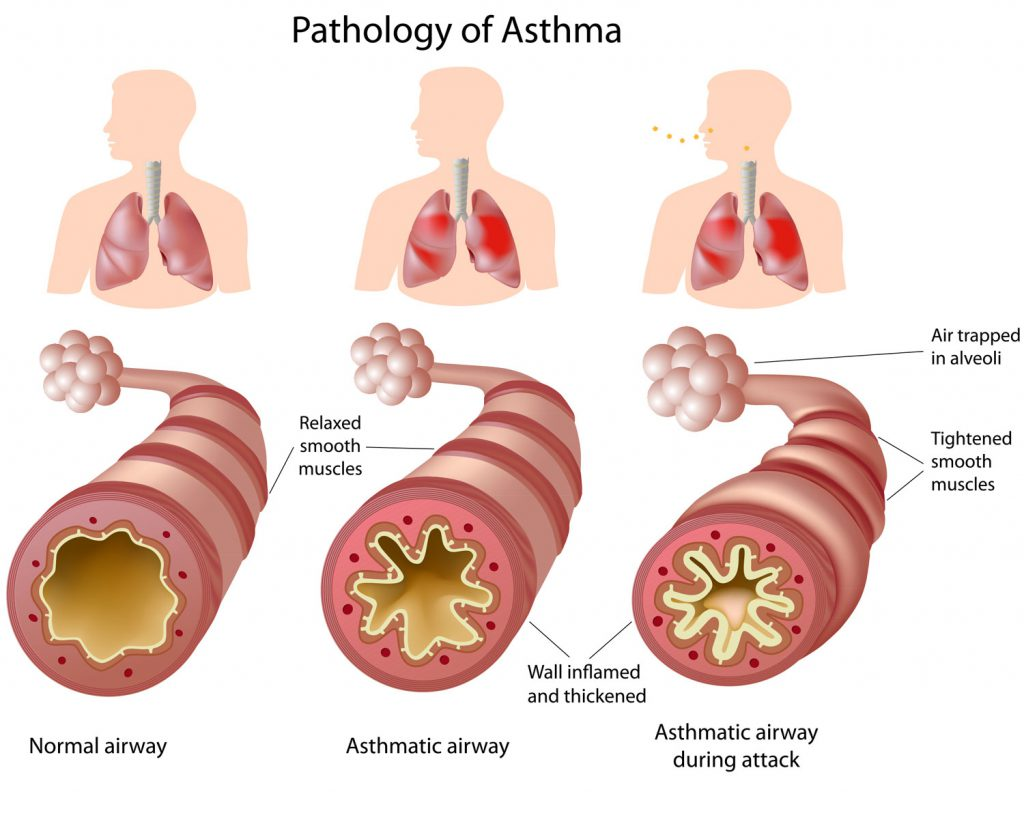 Pathology of Asthma
Air trapped
in alveoli
Relaxed
smooth
muscles
Tightened
smooth
muscles
Wall inflamed
and thickened
Normal airway
Asthmatic airway
Asthmatic airway
during attack